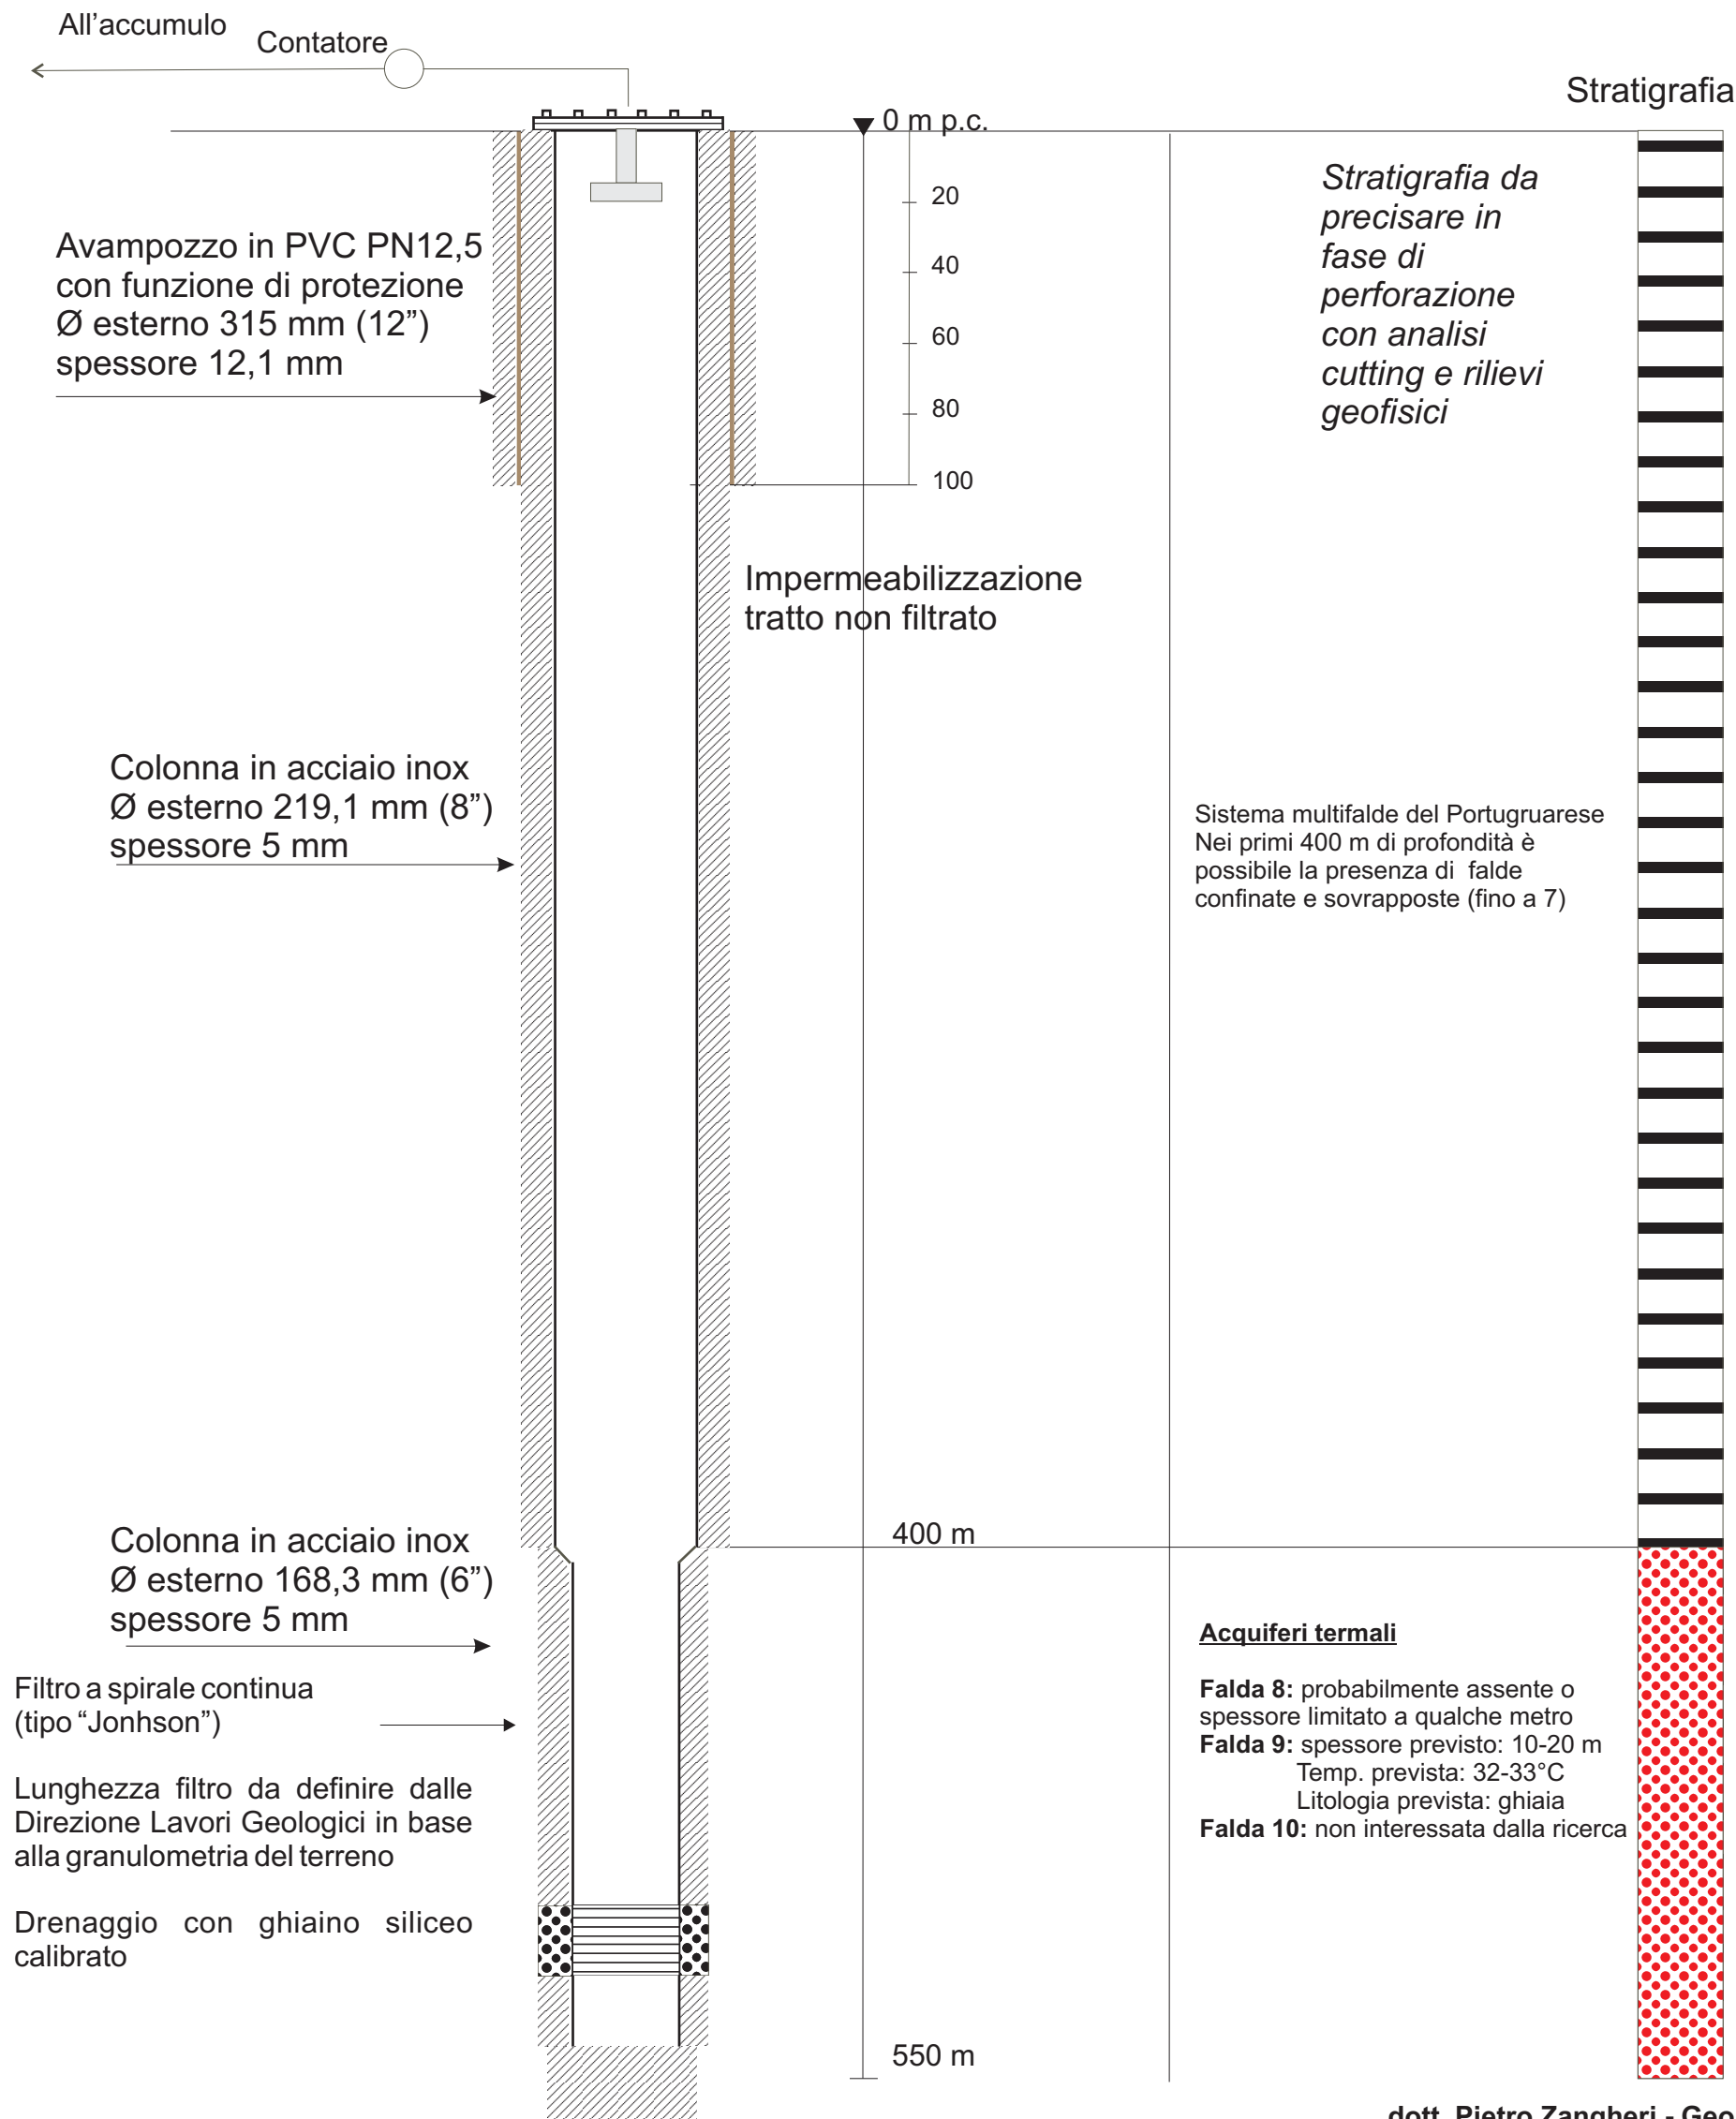 All'accumulo
Contatore
Stratigrafia
0 m p.c.
20
40
60
80
100
Avampozzo in PVC PN12,5
con funzione di protezione
Ø esterno 315 mm (12”)
spessore 12,1 mm
Stratigrafia da
precisare in
fase di
perforazione
con analisi
cutting e rilievi
geofisici
Impermeabilizzazione
tratto non filtrato
Colonna in acciaio inox
Ø esterno 219,1 mm (8”)
spessore 5 mm
Sistema multifalde del Portugruarese
Nei primi 400 m di profondità è
possibile la presenza di falde
confinate e sovrapposte (fino a 7)
400 m
Colonna in acciaio inox
Ø esterno 168,3 mm (6”)
spessore 5 mm
Filtro a spirale continua
(tipo “Jonhson”)
Lunghezza filtro da definire dalle
Direzione Lavori Geologici in base
alla granulometria del terreno
Drenaggio con ghiaino siliceo
calibrato
Acquiferi termali
Falda 8: probabilmente assente o
spessore limitato a qualche metro
Falda 9: spessore previsto: 10-20 m
Temp. prevista: 32-33°C
Litologia prevista: ghiaia
Falda 10: non interessata dalla ricerca
550 m
dott. Pietro Zangheri - Geo